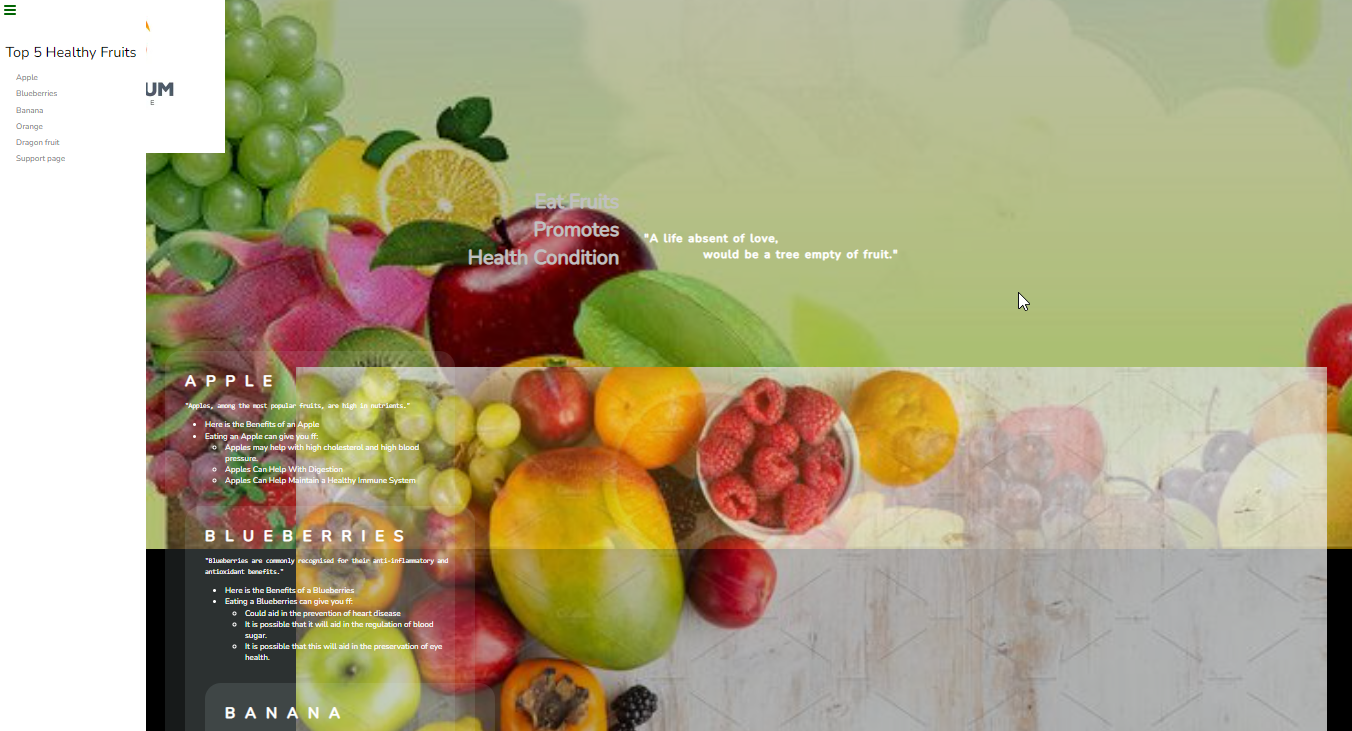 Top 5 Healthy Fruits
Apple
Blueberries
Banana
Orange
Dragon fruit
Support page
UM
E
Eat Fruits
Promotes
Health Condition
"A life absent of love,
would be a tree empty of fruit."
APPLE
"Apples, among the most popular fruits, are high in nutrients."
Here is the Benefits of an Apple
Eating an Apple can give you ff:
Apples may help with high cholesterol and high blood
pressure.
Apples Can Help With Digestion
Apples Can Help Maintain a Healthy Immune System
BLUEBERRIES
"Blueberries are commonly recognised for their anti-inflammatory and
antioxidant benefits."
Here is the Benefits of a Blueberries
Eating a Blueberries can give you ff:
Could aid in the prevention of heart disease
It is possible that it will aid in the regulation of blood
sugar.
It is possible that this will aid in the preservation of eye
health.
BANANA